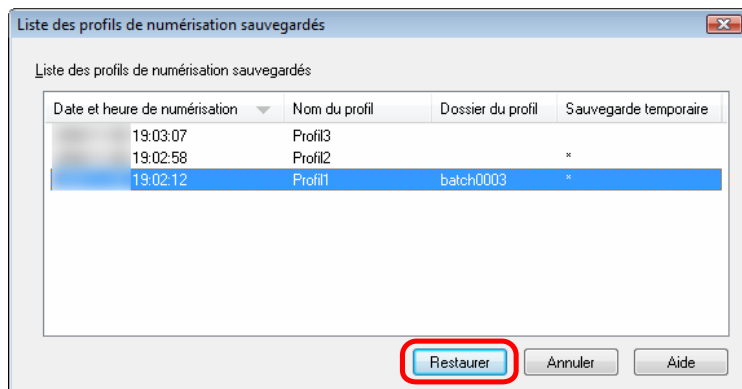 Liste des profils de numérisation sauvegardés
Liste des profils de numérisation sauvegardés
Date et heure de numérisation Nom du profil Dossier du profil Sauvegarde temporaire
19:03:07 Profil3
19:02:58 Profil2 *
19:02:12 Profil1 batch0003 *
Restaurer Annuler Aide